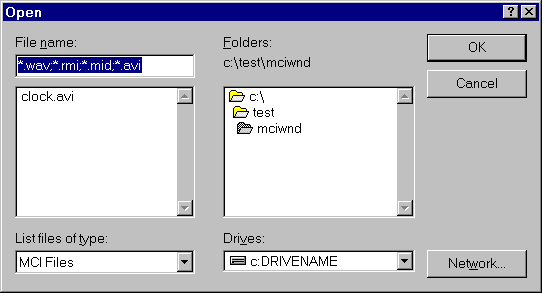 Open
File name:
*.wav;*.rmi;*.mid;*.avi
clock.avi
List files of type:
MCI Files
Folders:
c:\test\mciwnd
c:\
test
mciwnd
Drives:
c:DRIVENAME
OK
Cancel
Network...